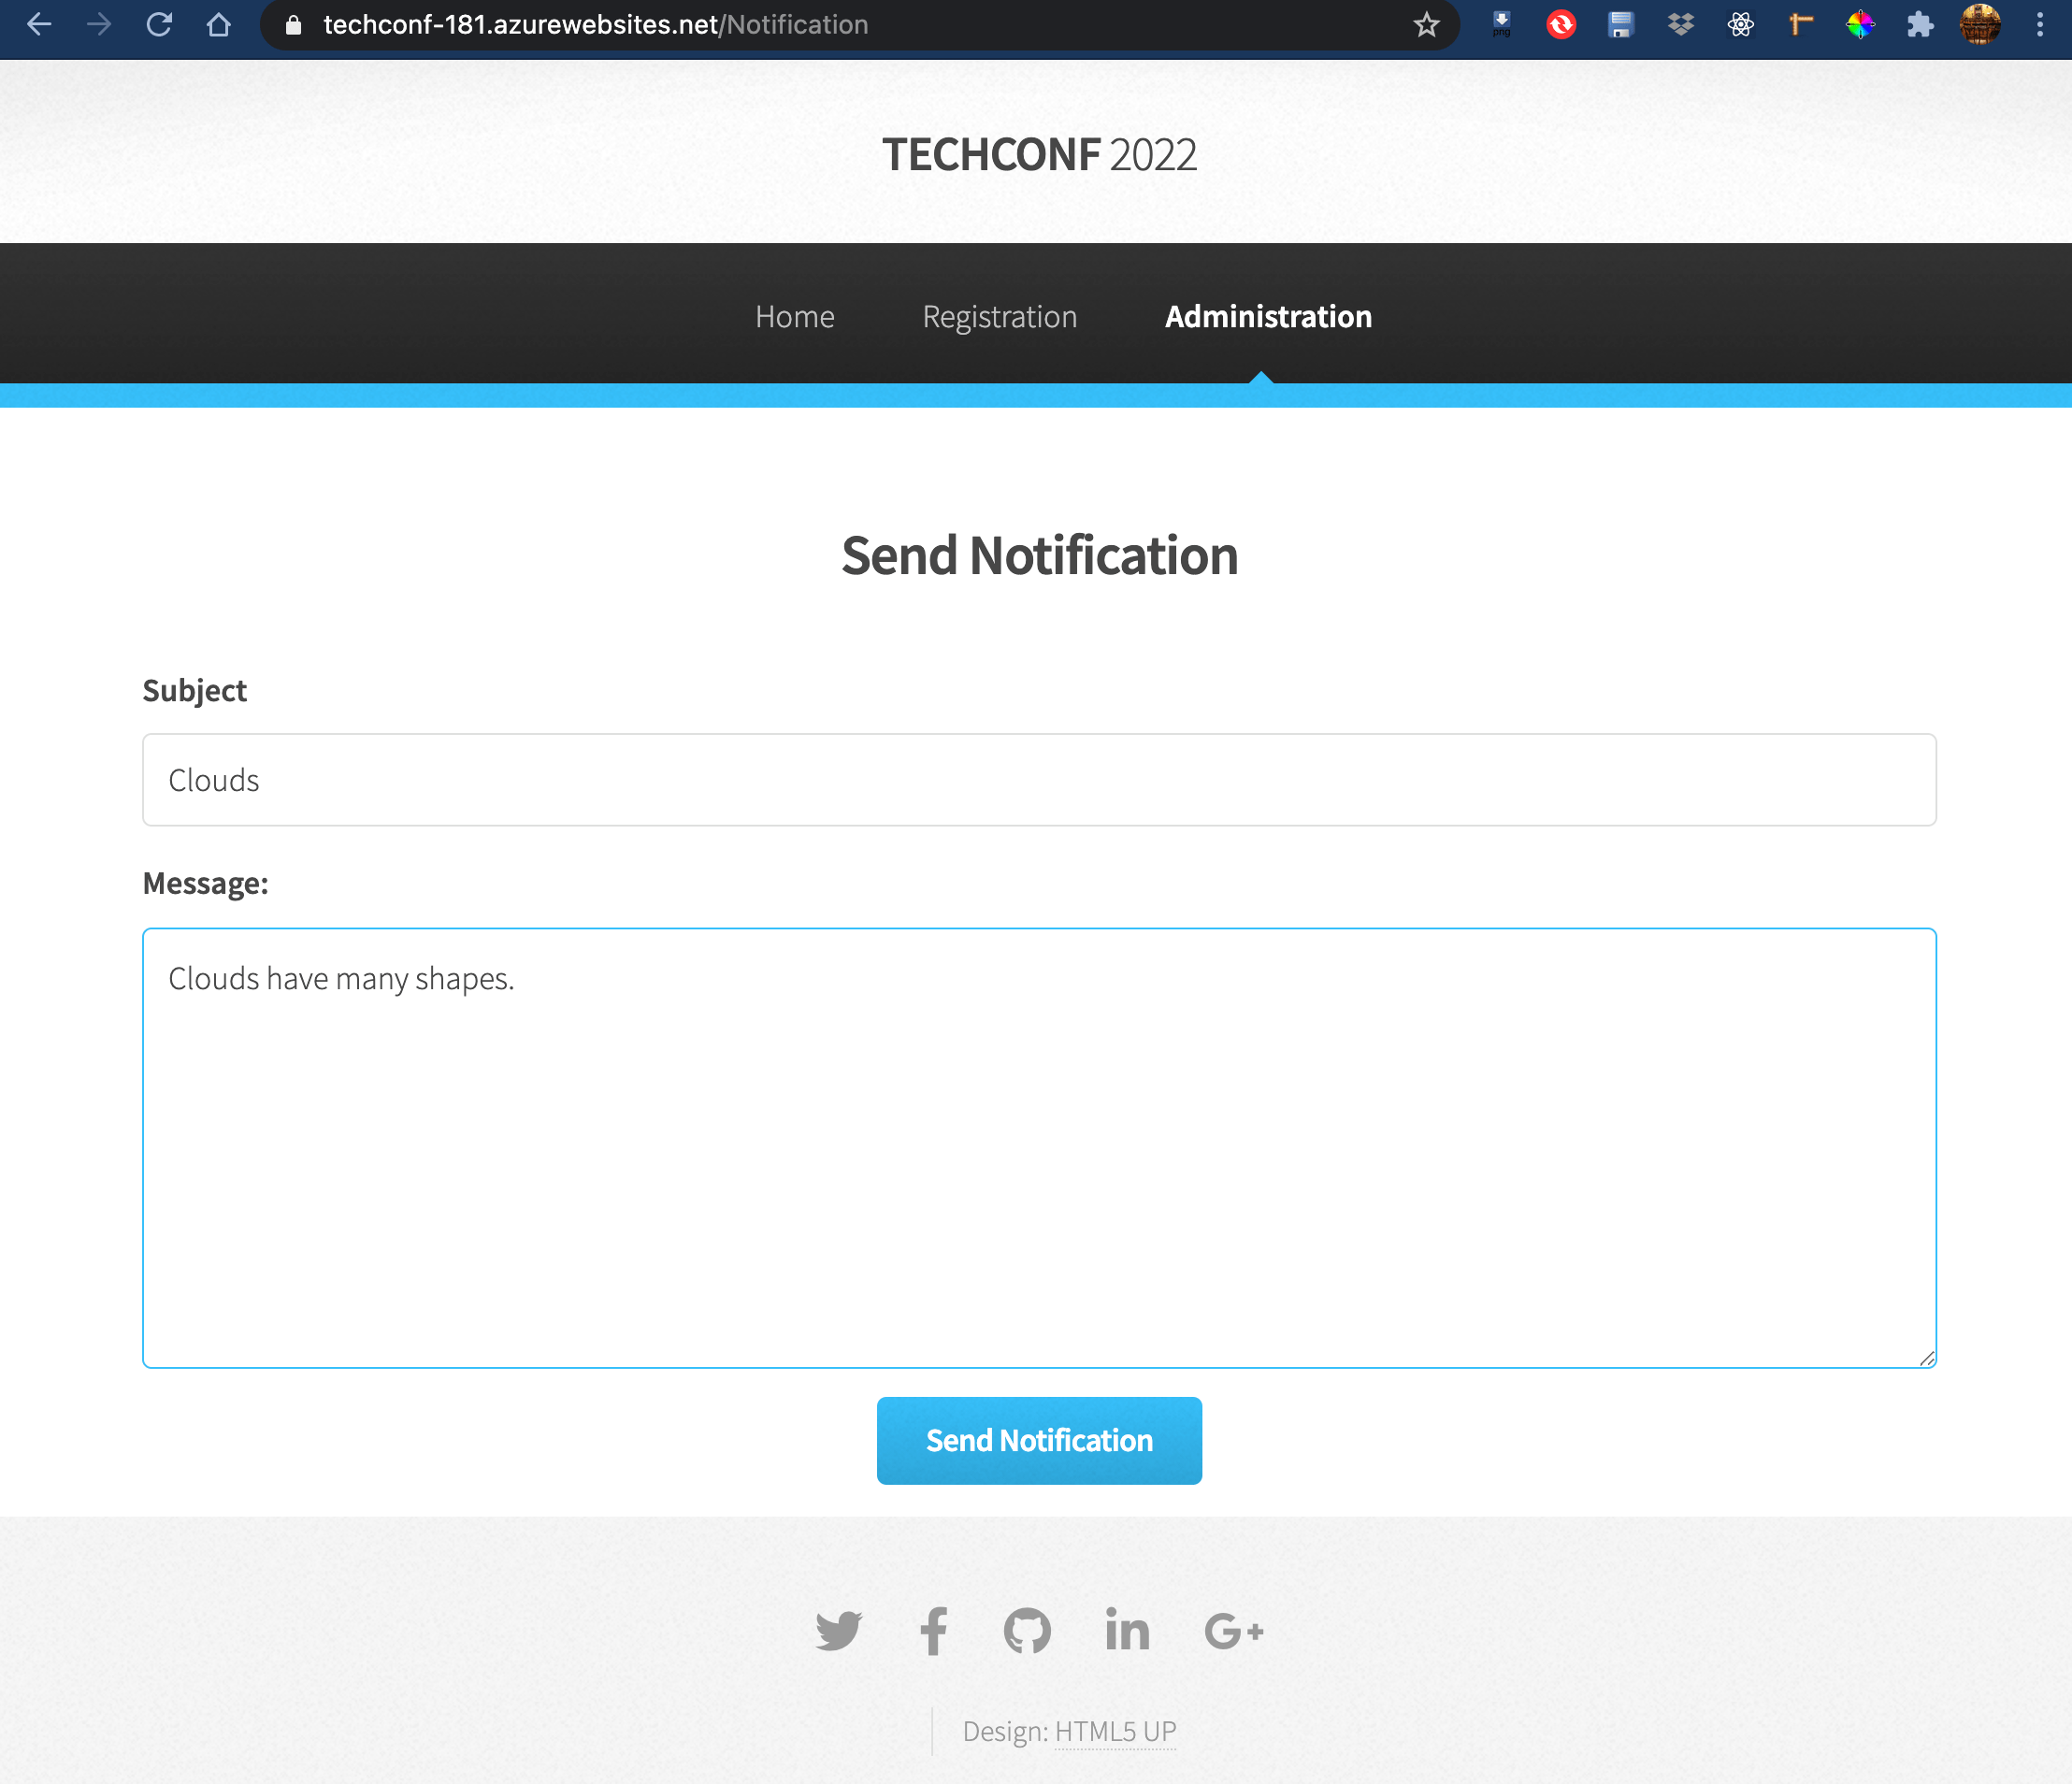 techconf-181.azurewebsites.net/Notification
png
TECHCONF 2022
Home Registration Administration
Send Notification
Subject
Clouds
Message:
Clouds have many shapes.
Send Notification
Design: HTML5 UP